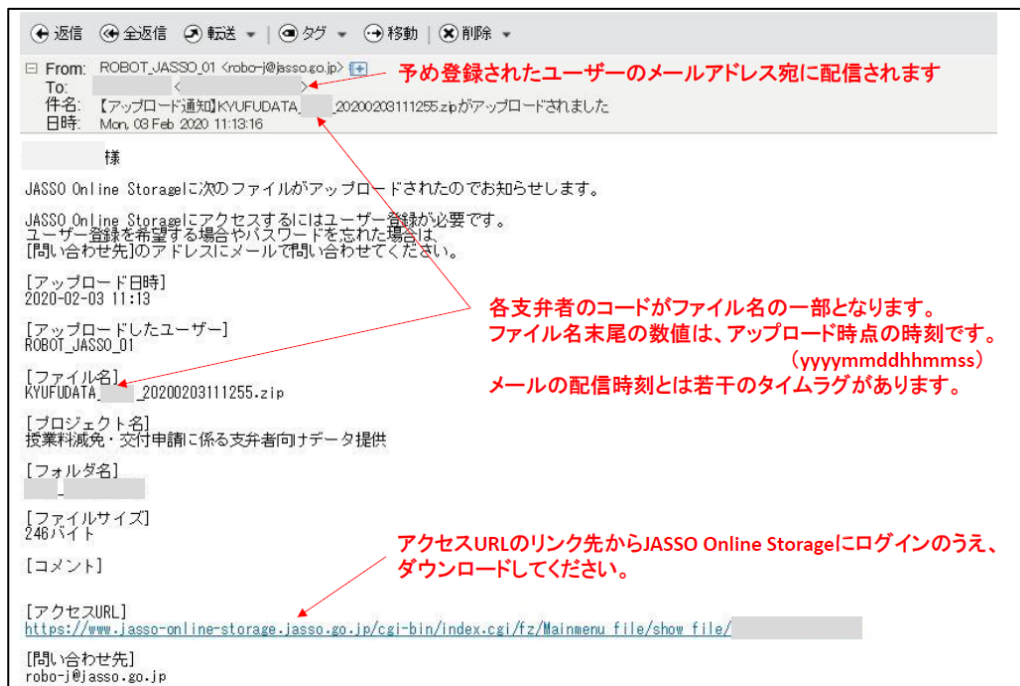 返信 全返信 転送 タグ 移動 削除
From: ROBOT_JASSO_01 <robo-j@jasso.go.jp>
予め登録されたユーザーのメールアドレス宛に配信されます
To: < >
件名: 【アップロード通知】KYUFUDATA_ _20200203111255.zipがアップロードされました
日時: Mon, 03 Feb 2020 11:13:16
様
JASSO Online Storageに次のファイルがアップロードされたのでお知らせします。
JASSO Online Storageにアクセスするにはユーザー登録が必要です。
ユーザー登録を希望する場合やパスワードを忘れた場合は、
[問い合わせ先]のアドレスにメールで問い合わせてください。
[アップロード日時]
2020-02-03 11:13
各支弁者のコードがファイル名の一部となります。
ファイル名末尾の数値は、アップロード時点の時刻です。
（yyyymmddhhmmss）
メールの配信時刻とは若干のタイムラグがあります。
[アップロードしたユーザー]
ROBOT_JASSO_01
[ファイル名]
KYUFUDATA_ _20200203111255.zip
[プロジェクト名]
授業料減免・交付申請に係る支弁者向けデータ提供
[フォルダ名]
_
[ファイルサイズ]
246バイト
アクセスURLのリンク先からJASSO Online Storageにログインのうえ、
ダウンロードしてください。
[コメント]
[アクセスURL]
https://www.jasso-online-storage.jasso.go.jp/cgi-bin/index.cgi/fz/Mainmenu_file/show_file/
[問い合わせ先]
robo-j@jasso.go.jp